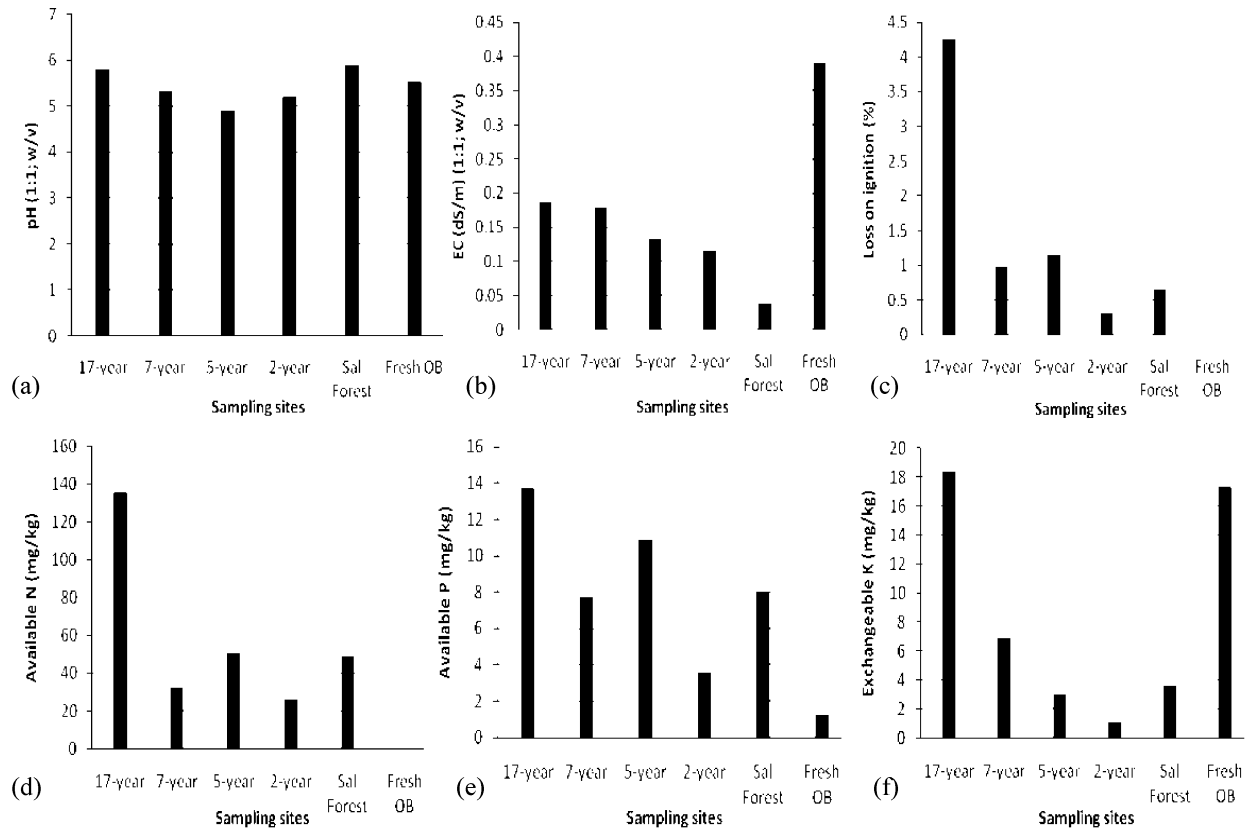 pH (1:1; w/v)
7
6
5
4
3
2
1
0
17-year 7-year 5-year 2-year Sal Forest Fresh OB
Sampling sites
(a)
EC (dS/m) (1:1; w/v)
0.45
0.4
0.35
0.3
0.25
0.2
0.15
0.1
0.05
0
17-year 7-year 5-year 2-year Sal Forest Fresh OB
Sampling sites
(b)
Loss on ignition (%)
4.5
4
3.5
3
2.5
2
1.5
1
0.5
0
17-year 7-year 5-year 2-year Sal Forest Fresh OB
Sampling sites
(c)
Available N (mg/kg)
160
140
120
100
80
60
40
20
0
17-year 7-year 5-year 2-year Sal Forest Fresh OB
Sampling sites
(d)
Available P (mg/kg)
16
14
12
10
8
6
4
2
0
17-year 7-year 5-year 2-year Sal Forest Fresh OB
Sampling sites
(e)
Exchangeable K (mg/kg)
20
18
16
14
12
10
8
6
4
2
0
17-year 7-year 5-year 2-year Sal Forest Fresh OB
Sampling sites
(f)